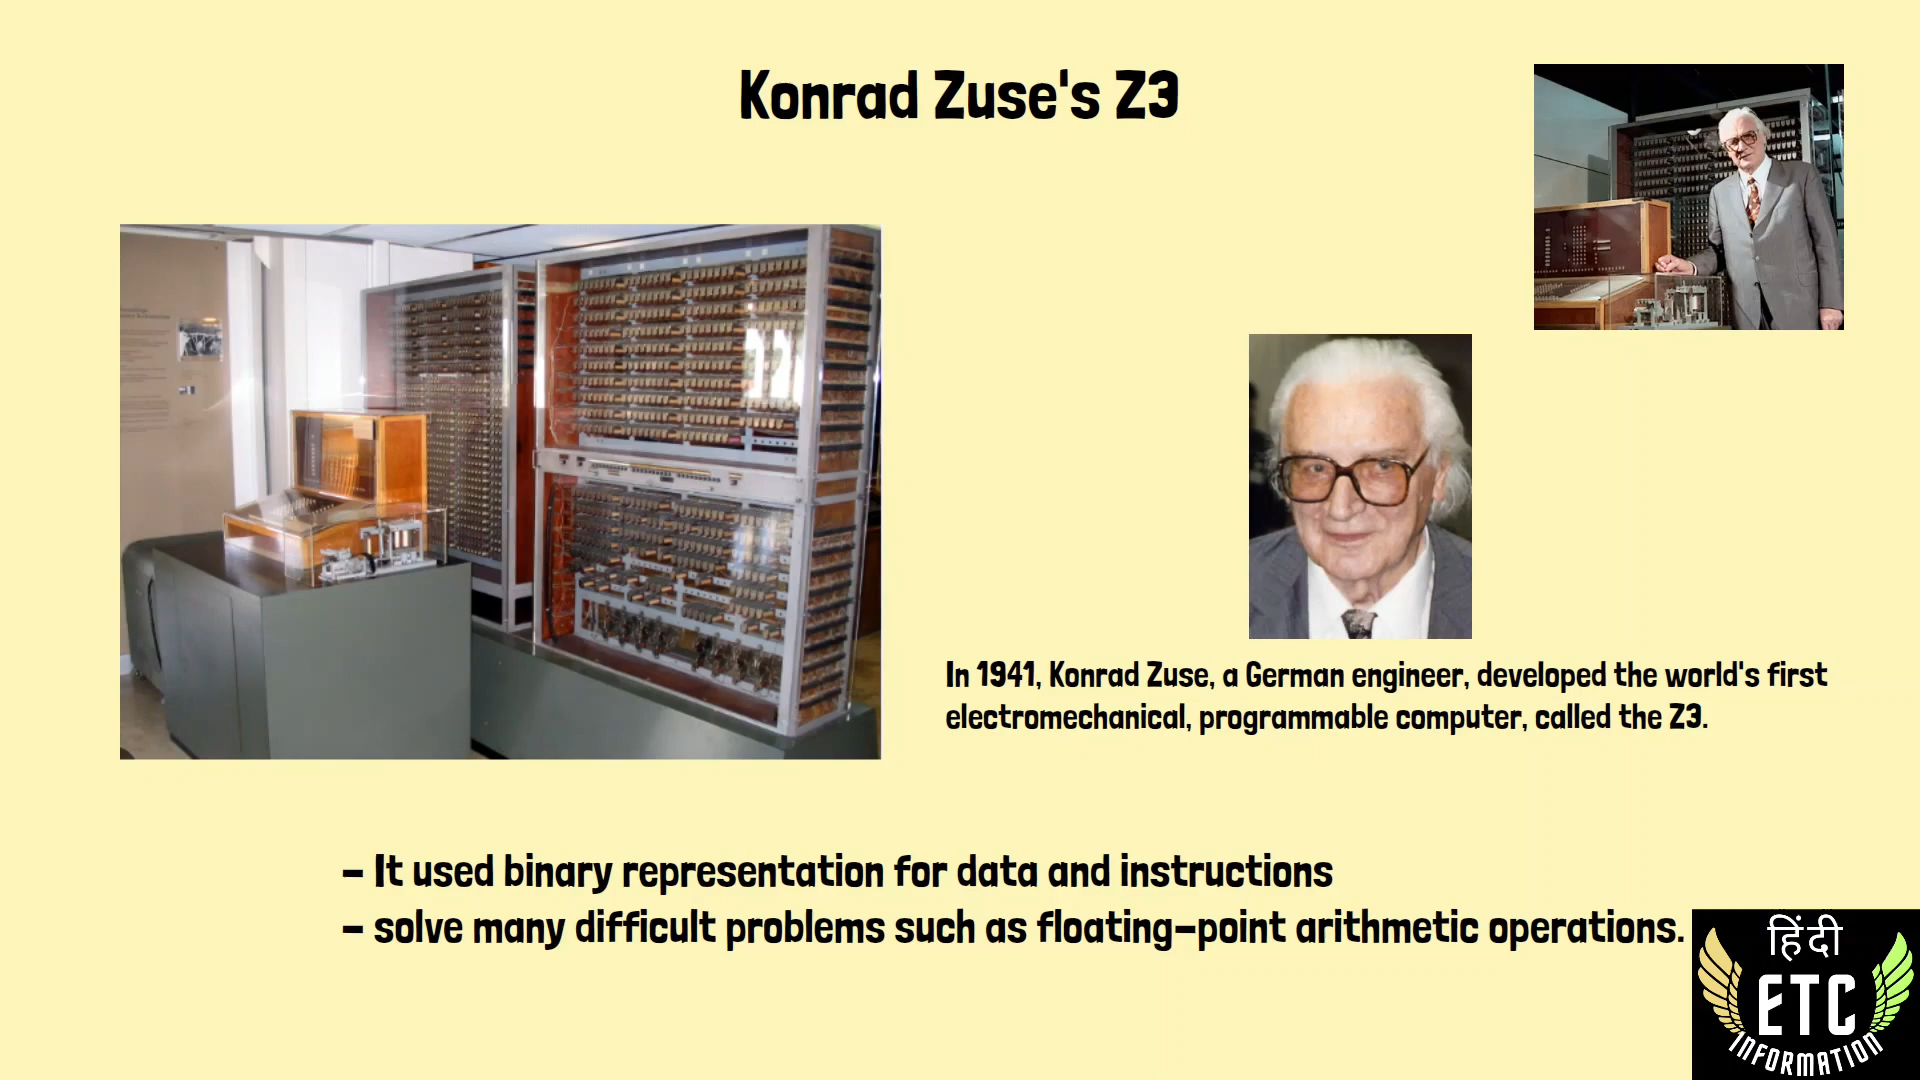 Konrad Zuse's Z3
In 1941, Konrad Zuse, a German engineer, developed the world's first
electromechanical, programmable computer, called the Z3.
- It used binary representation for data and instructions
- solve many difficult problems such as floating-point arithmetic operations.
हिंदी
ETC
INFORMATION